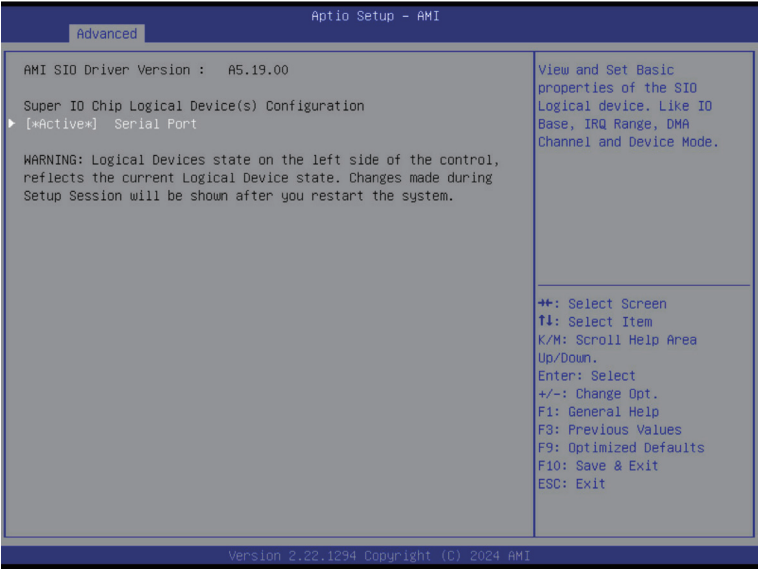 Aptio Setup – AMI
Advanced
AMI SIO Driver Version :   A5.19.00
Super IO Chip Logical Device(s) Configuration
▶ [*Active*]  Serial Port
WARNING: Logical Devices state on the left side of the control,
reflects the current Logical Device state. Changes made during
Setup Session will be shown after you restart the system.
View and Set Basic
properties of the SIO
Logical device. Like IO
Base, IRQ Range, DMA
Channel and Device Mode.
→←: Select Screen
↑↓: Select Item
K/M: Scroll Help Area
Up/Down.
Enter: Select
+/-: Change Opt.
F1: General Help
F3: Previous Values
F9: Optimized Defaults
F10: Save & Exit
ESC: Exit
Version 2.22.1294 Copyright (C) 2024 AMI